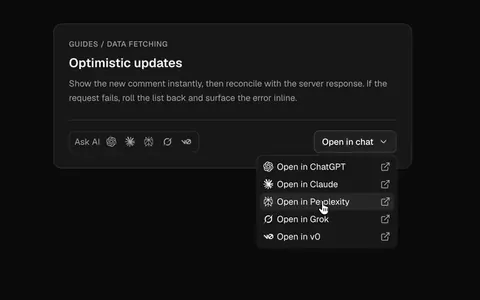 GUIDES / DATA FETCHING
Optimistic updates
Show the new comment instantly, then reconcile with the server response. If the
request fails, roll the list back and surface the error inline.
Ask AI
Open in chat
Open in ChatGPT
Open in Claude
Open in Perplexity
Open in Grok
Open in v0